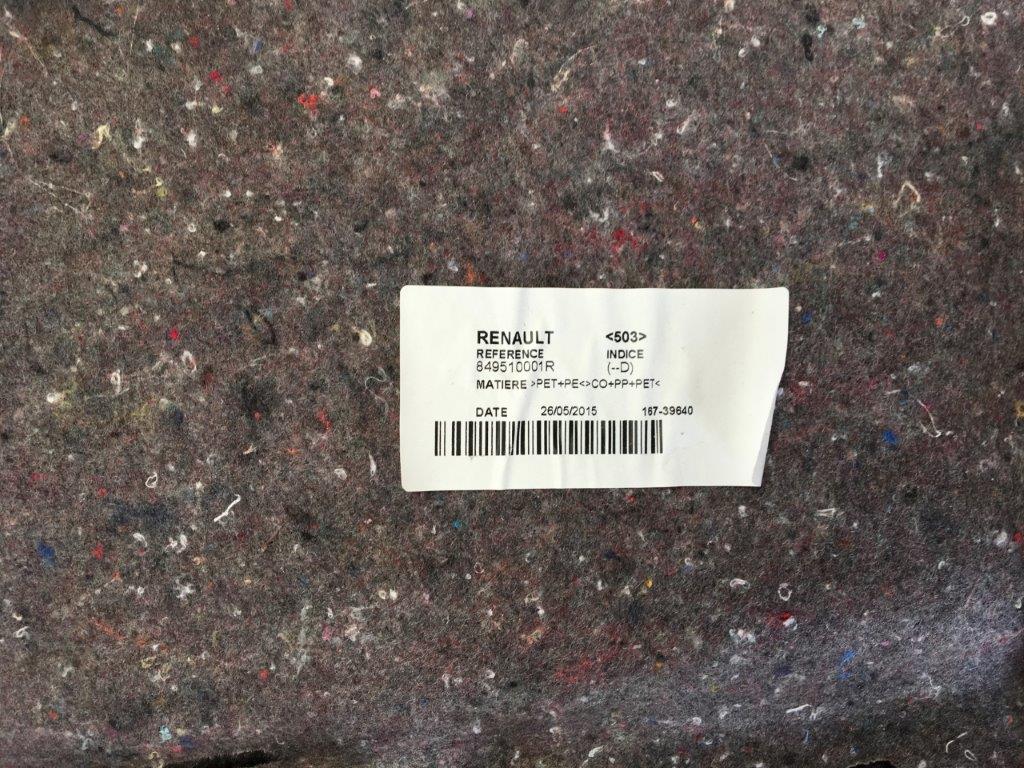 RENAULT <503>
REFERENCE INDICE
849510001R (--D)
MATIERE >PET+PE<>CO+PP+PET<
DATE 26/05/2015 167-39640